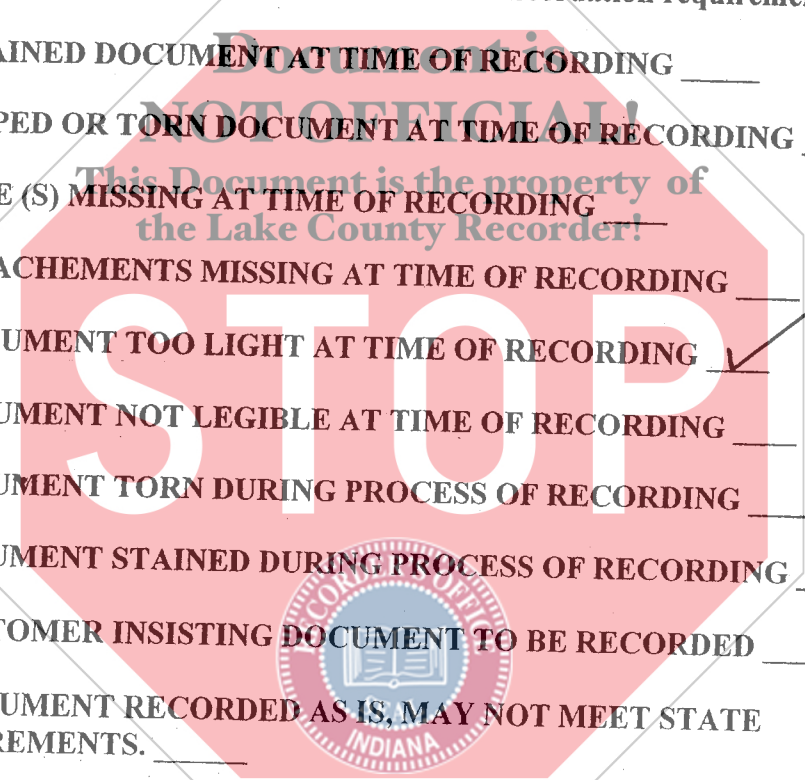 AINED DOCUMENT AT TIME OF RECORDING
PED OR TORN DOCUMENT AT TIME OF RECORDING
E (S) MISSING AT TIME OF RECORDING
ACHEMENTS MISSING AT TIME OF RECORDING
UMENT TOO LIGHT AT TIME OF RECORDING
UMENT NOT LEGIBLE AT TIME OF RECORDING
UMENT TORN DURING PROCESS OF RECORDING
UMENT STAINED DURING PROCESS OF RECORDING
TOMER INSISTING DOCUMENT TO BE RECORDED
UMENT RECORDED AS IS, MAY NOT MEET STATE
REMENTS.
Document is
NOT OFFICIAL!
This Document is the property of
the Lake County Recorder!
STOP
RECORDER'S OFFICE
SEAL
INDIANA